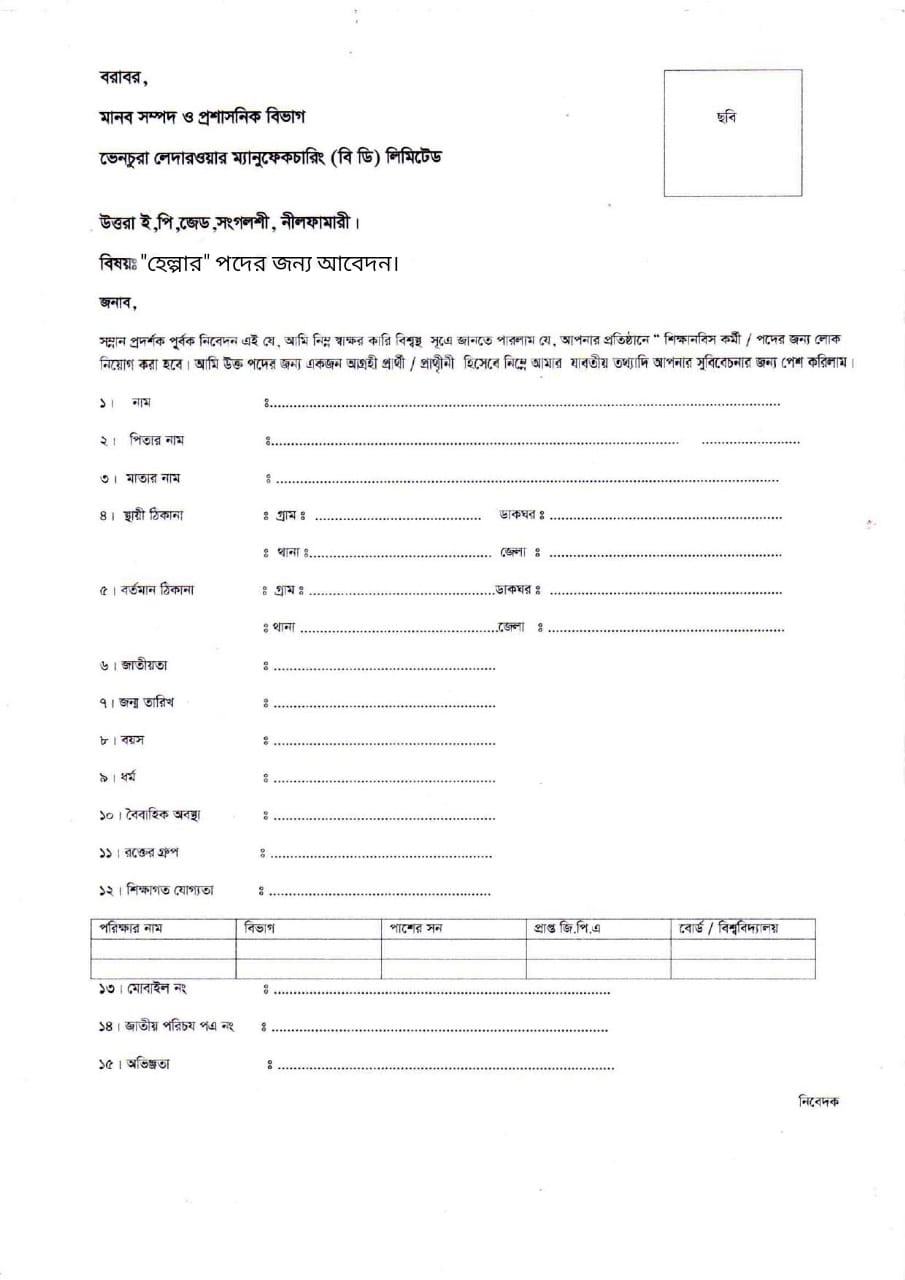 বরাবর,
ছবি
মানব সম্পদ ও প্রশাসনিক বিভাগ
ভেনচুরা লেদারওয়ার ম্যানুফেকচারিং (বি ডি) লিমিটেড
উত্তরা ই,পি,জেড,সংগলশী, নীলফামারী।
বিষয়ঃ "হেল্পার" পদের জন্য আবেদন।
জনাব,
সন্মান প্রদর্শক পূর্বক নিবেদন এই যে, আমি নিম্ন স্বাক্ষর কারি বিশ্বস্থ সূএে জানতে পারলাম যে, আপনার প্রতিষ্ঠানে “ শিক্ষানবিস কর্মী / পদের জন্য লোক
নিয়োগ করা হবে। আমি উক্ত পদের জন্য একজন আগ্রহী প্রার্থী / প্রার্থীনী হিসেবে নিম্নে আমার যাবতীয় তথ্যাদি আপনার সুবিবেচনার জন্য পেশ করিলাম।
১। নাম ঃ..........................................................................................
২। পিতার নাম ঃ.......................................................................... ..................
৩। মাতার নাম ঃ ..........................................................................................
৪। স্থায়ী ঠিকানা ঃ গ্রাম ঃ ............................... ডাকঘর ঃ ..........................................
ঃ থানা ঃ................................. জেলা ঃ ..........................................
৫। বর্তমান ঠিকানা ঃ গ্রাম ঃ ..................................ডাকঘর ঃ ..........................................
ঃ থানা ....................................জেলা ঃ ...........................................
৬। জাতীয়তা ঃ ........................................
৭। জন্ম তারিখ ঃ ........................................
৮। বয়স ঃ ........................................
৯। ধর্ম ঃ ........................................
১০। বৈবাহিক অবস্থা ঃ ........................................
১১। রক্তের গ্রুপ ঃ ........................................
১২। শিক্ষাগত যোগ্যতা ঃ ........................................
পরিক্ষার নাম বিভাগ পাশের সন প্রাপ্ত জি.পি.এ বোর্ড / বিশ্ববিদ্যালয়
১৩। মোবাইল নং ঃ .............................................................
১৪। জাতীয় পরিচয পএ নং ঃ .............................................................
১৫। অভিজ্ঞতা ঃ .............................................................
নিবেদক